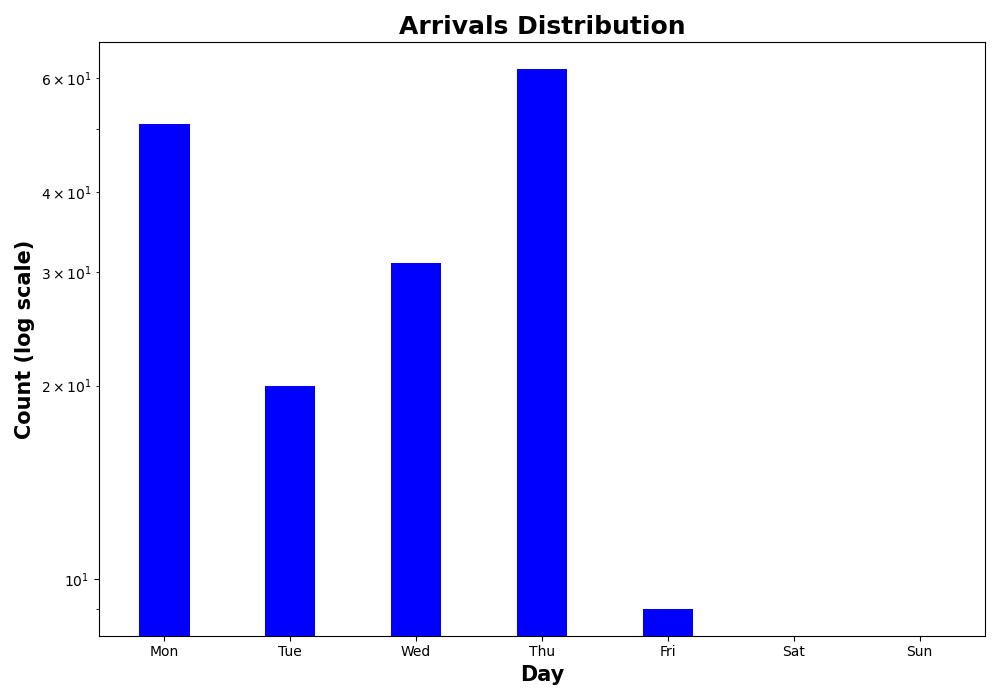 Arrivals Distribution
Count (log scale)
6 × 10¹
4 × 10¹
3 × 10¹
2 × 10¹
10¹
Mon Tue Wed Thu Fri Sat Sun
Day